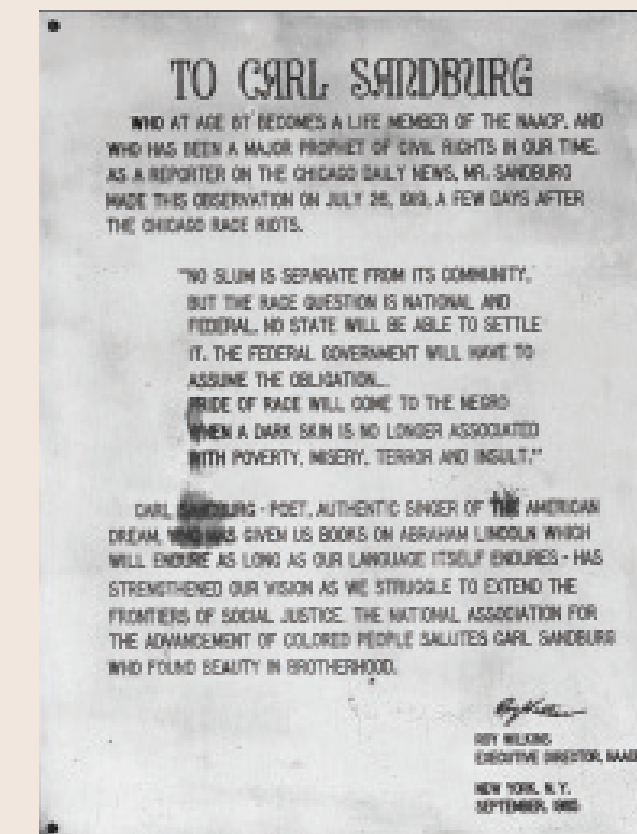 TO CARL SANDBURG
WHO AT AGE 87 BECOMES A LIFE MEMBER OF THE NAACP, AND
WHO HAS BEEN A MAJOR PROPHET OF CIVIL RIGHTS IN OUR TIME.
AS A REPORTER ON THE CHICAGO DAILY NEWS, MR. SANDBURG
MADE THIS OBSERVATION ON JULY 26, 1919, A FEW DAYS AFTER
THE CHICAGO RACE RIOTS.
"NO SLUM IS SEPARATE FROM ITS COMMUNITY.
BUT THE RACE QUESTION IS NATIONAL AND
FEDERAL. NO STATE WILL BE ABLE TO SETTLE
IT. THE FEDERAL GOVERNMENT WILL HAVE TO
ASSUME THE OBLIGATION...
PRIDE OF RACE WILL COME TO THE NEGRO
WHEN A DARK SKIN IS NO LONGER ASSOCIATED
WITH POVERTY, MISERY, TERROR AND INSULT."
CARL SANDBURG - POET, AUTHENTIC SINGER OF THE AMERICAN
DREAM, WHO HAS GIVEN US BOOKS ON ABRAHAM LINCOLN WHICH
WILL ENDURE AS LONG AS OUR LANGUAGE ITSELF ENDURES - HAS
STRENGTHENED OUR VISION AS WE STRUGGLE TO EXTEND THE
FRONTIERS OF SOCIAL JUSTICE. THE NATIONAL ASSOCIATION FOR
THE ADVANCEMENT OF COLORED PEOPLE SALUTES CARL SANDBURG
WHO FOUND BEAUTY IN BROTHERHOOD.
Roy Wilkins
ROY WILKINS
EXECUTIVE DIRECTOR, NAACP
NEW YORK, N.Y.
SEPTEMBER, 1965